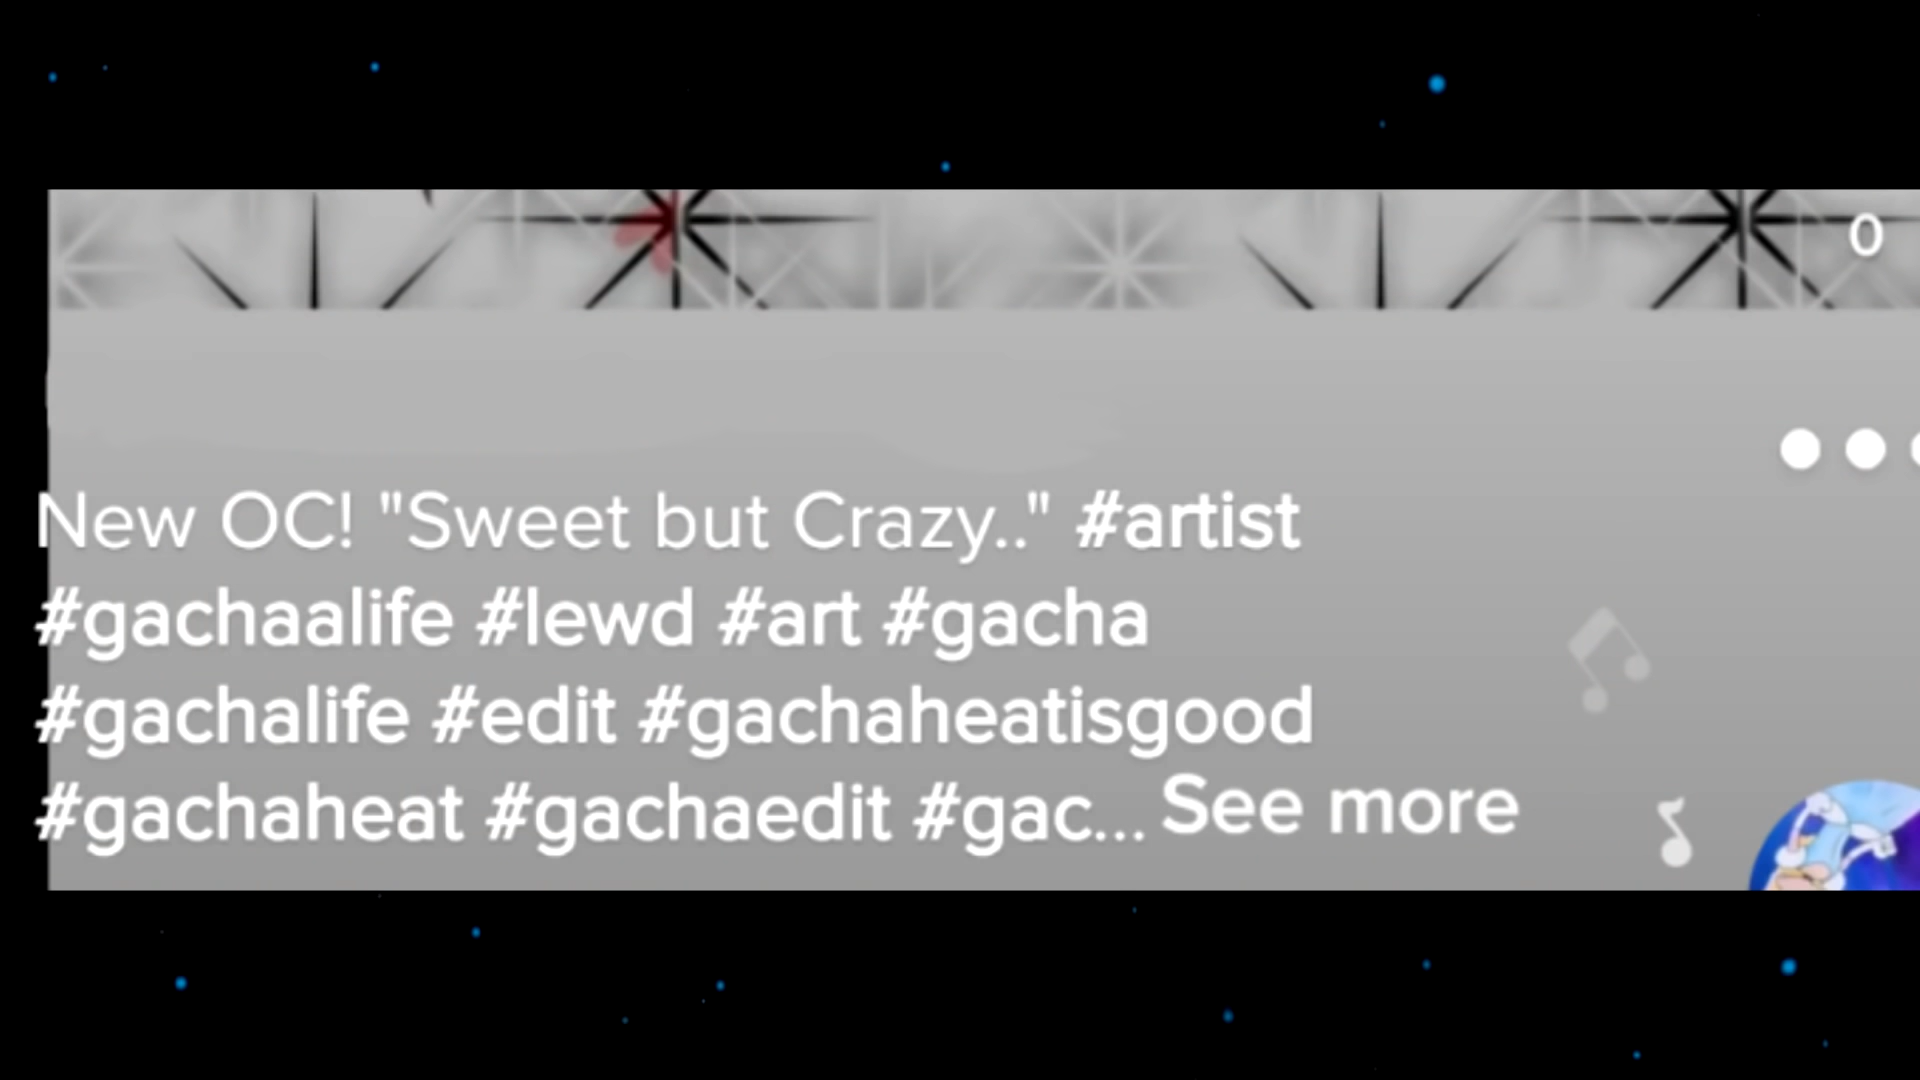 0
New OC! "Sweet but Crazy.." #artist
#gachaalife #lewd #art #gacha
#gachalife #edit #gachaheatisgood
#gachaheat #gachaedit #gac... See more